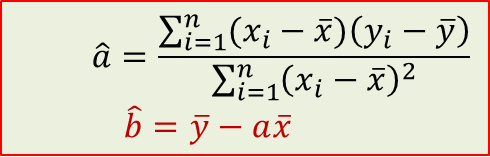 â = ∑ⁿᵢ₌₁(xᵢ − x̄)(yᵢ − ȳ) / ∑ⁿᵢ₌₁(xᵢ − x̄)²
b̂ = ȳ − ax̄